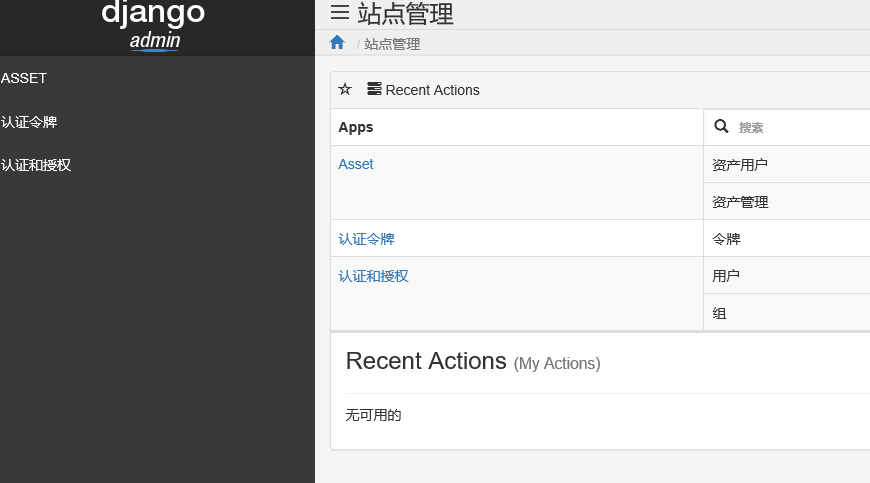 django
admin
ASSET
认证令牌
认证和授权
站点管理
/ 站点管理
Recent Actions
Apps
搜索
Asset
资产用户
资产管理
认证令牌
令牌
认证和授权
用户
组
Recent Actions (My Actions)
无可用的